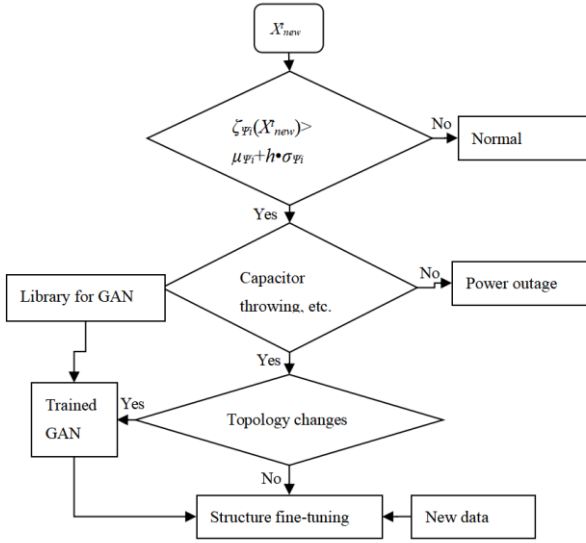 X'new
ζΨi(X'new)>
μΨi+h•σΨi
No
Normal
Yes
Capacitor
throwing, etc.
No
Power outage
Library for GAN
Yes
Trained
GAN
Yes
Topology changes
No
Structure fine-tuning
New data